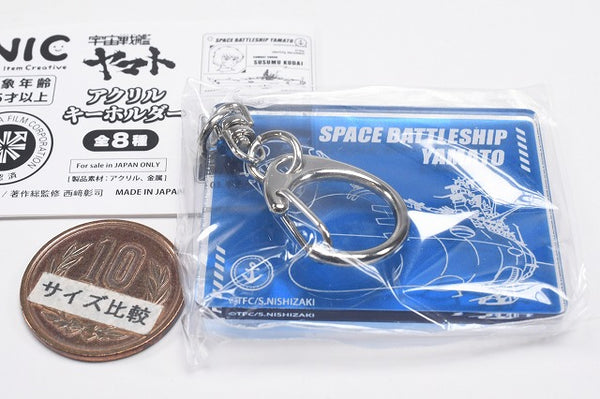 NIC
Item Creative
宇宙戦艦
ヤマト
対象年齢
5才以上
アクリル
キーホルダー
全8種
FILM CORPORATION
For sale in JAPAN ONLY
[製品素材：アクリル、金属]
/ 著作総監修 西﨑彰司
MADE IN JAPAN
SPACE BATTLESHIP YAMATO
SUSUMU KODAI
SPACE BATTLESHIP
YAMATO
©TFC/S.NISHIZAKI
©TFC/S.NISHIZAKI
10
サイズ比較